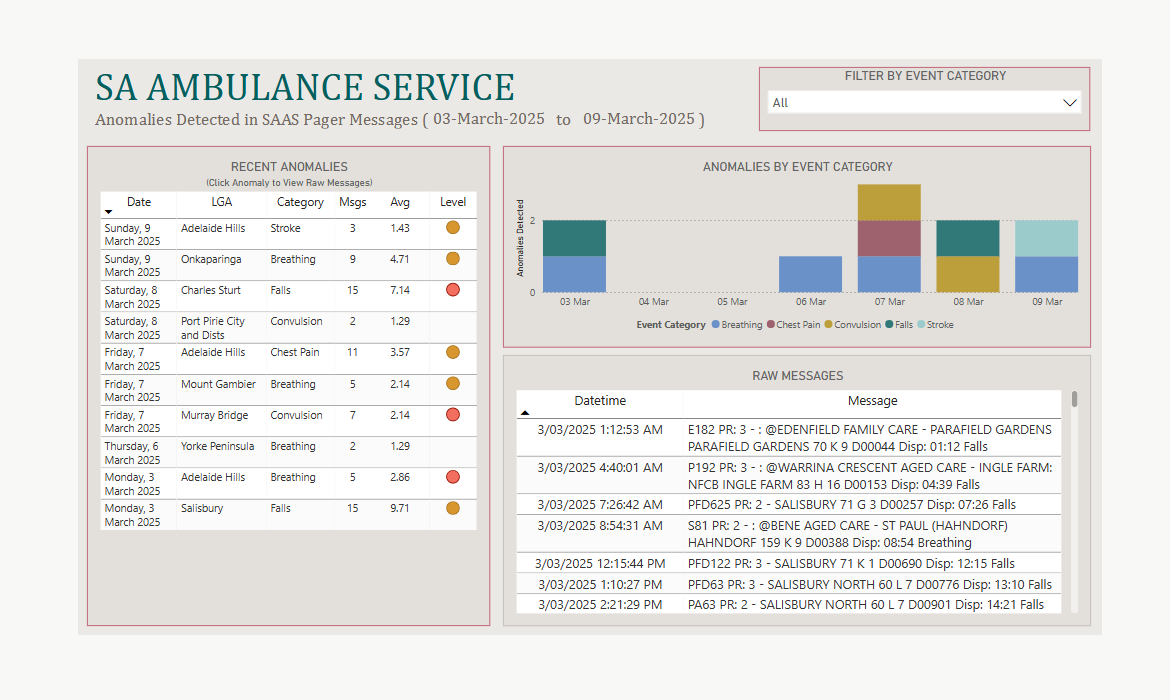 SA AMBULANCE SERVICE
Anomalies Detected in SAAS Pager Messages ( 03-March-2025 to 09-March-2025 )
FILTER BY EVENT CATEGORY
All
RECENT ANOMALIES
(Click Anomaly to View Raw Messages)
Date LGA Category Msgs Avg Level
Sunday, 9 Adelaide Hills Stroke 3 1.43
March 2025
Sunday, 9 Onkaparinga Breathing 9 4.71
March 2025
Saturday, 8 Charles Sturt Falls 15 7.14
March 2025
Saturday, 8 Port Pirie City Convulsion 2 1.29
March 2025 and Dists
Friday, 7 Adelaide Hills Chest Pain 11 3.57
March 2025
Friday, 7 Mount Gambier Breathing 5 2.14
March 2025
Friday, 7 Murray Bridge Convulsion 7 2.14
March 2025
Thursday, 6 Yorke Peninsula Breathing 2 1.29
March 2025
Monday, 3 Adelaide Hills Breathing 5 2.86
March 2025
Monday, 3 Salisbury Falls 15 9.71
March 2025
ANOMALIES BY EVENT CATEGORY
Anomalies Detected
2
0
03 Mar 04 Mar 05 Mar 06 Mar 07 Mar 08 Mar 09 Mar
Event Category Breathing Chest Pain Convulsion Falls Stroke
RAW MESSAGES
Datetime Message
3/03/2025 1:12:53 AM E182 PR: 3 - : @EDENFIELD FAMILY CARE - PARAFIELD GARDENS
PARAFIELD GARDENS 70 K 9 D00044 Disp: 01:12 Falls
3/03/2025 4:40:01 AM P192 PR: 3 - : @WARRINA CRESCENT AGED CARE - INGLE FARM:
NFCB INGLE FARM 83 H 16 D00153 Disp: 04:39 Falls
3/03/2025 7:26:42 AM PFD625 PR: 2 - SALISBURY 71 G 3 D00257 Disp: 07:26 Falls
3/03/2025 8:54:31 AM S81 PR: 2 - : @BENE AGED CARE - ST PAUL (HAHNDORF)
HAHNDORF 159 K 9 D00388 Disp: 08:54 Breathing
3/03/2025 12:15:44 PM PFD122 PR: 3 - SALISBURY 71 K 1 D00690 Disp: 12:15 Falls
3/03/2025 1:10:27 PM PFD63 PR: 3 - SALISBURY NORTH 60 L 7 D00776 Disp: 13:10 Falls
3/03/2025 2:21:29 PM PA63 PR: 2 - SALISBURY NORTH 60 L 7 D00901 Disp: 14:21 Falls